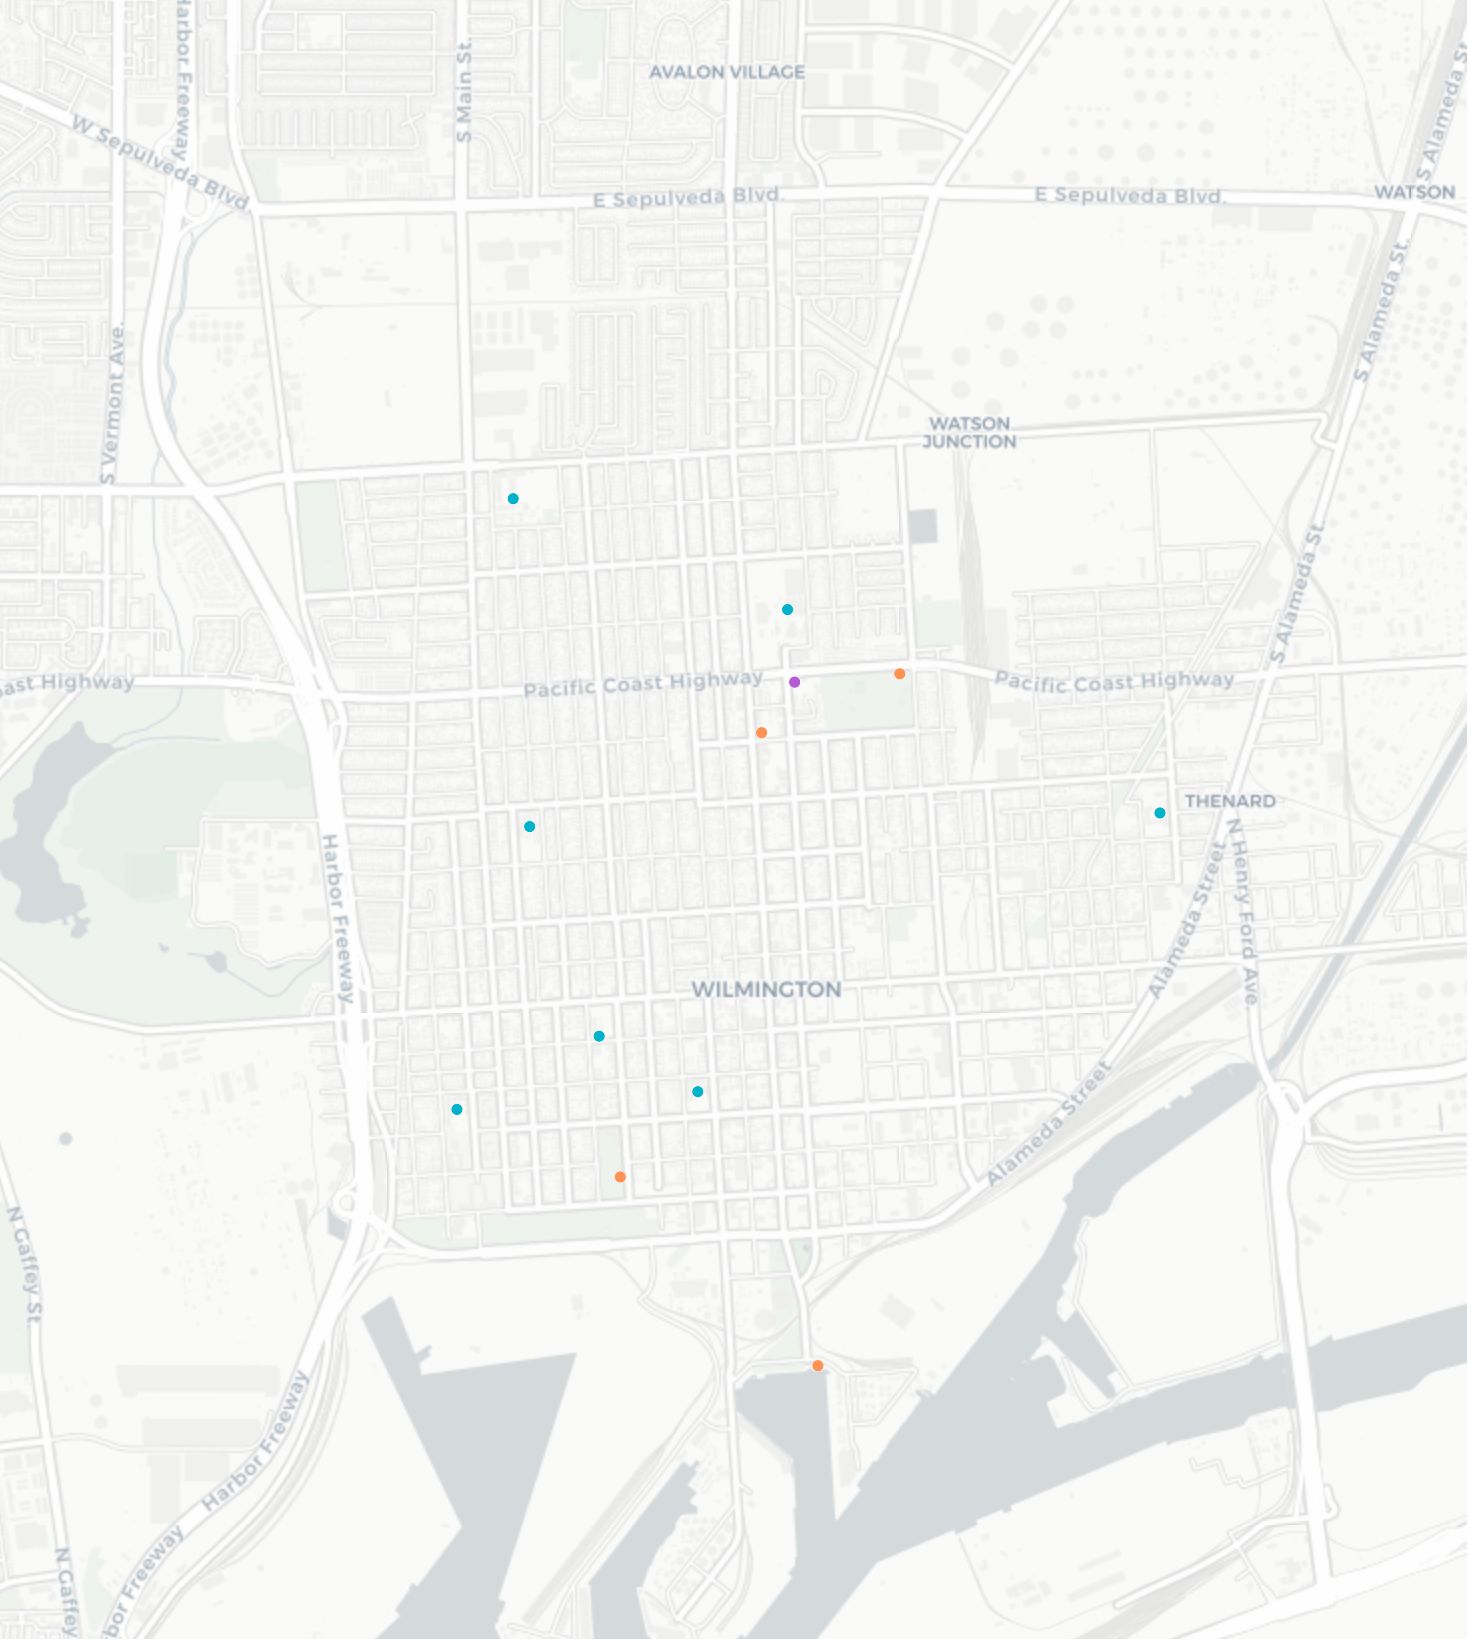 Harbor Freeway
S Main St.
AVALON VILLAGE
W Sepulveda Blvd.
E Sepulveda Blvd.
E Sepulveda Blvd.
WATSON
S Alameda St.
S Alameda St.
S Vermont Ave.
WATSON
JUNCTION
S Alameda St.
oast Highway
Pacific Coast Highway
Pacific Coast Highway
THENARD
Harbor Freeway
N Henry Ford Ave.
Alameda Street
WILMINGTON
Alameda Street
N Gaffey St.
Harbor Freeway
bor Freeway
N Gaffey